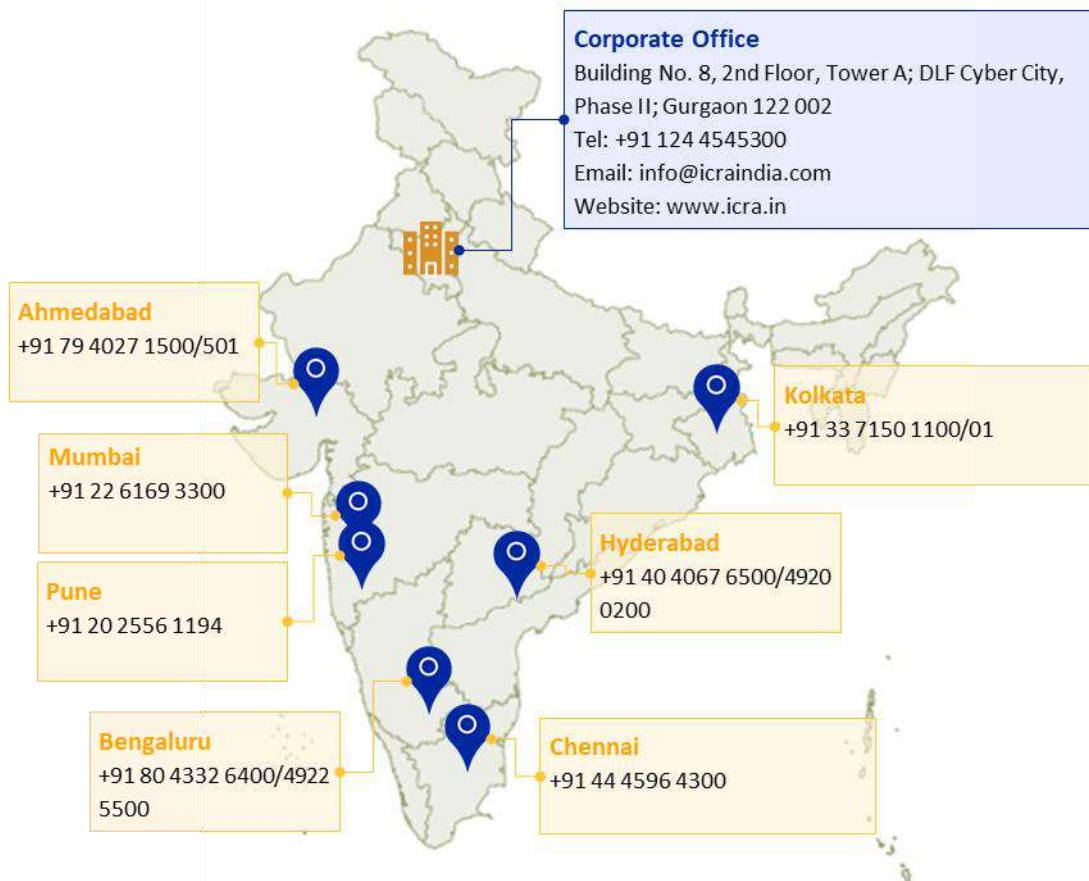 Corporate Office
Building No. 8, 2nd Floor, Tower A; DLF Cyber City,
Phase II; Gurgaon 122 002
Tel: +91 124 4545300
Email: info@icraindia.com
Website: www.icra.in
Ahmedabad
+91 79 4027 1500/501
Kolkata
+91 33 7150 1100/01
Mumbai
+91 22 6169 3300
Hyderabad
+91 40 4067 6500/4920
0200
Pune
+91 20 2556 1194
Bengaluru
+91 80 4332 6400/4922
5500
Chennai
+91 44 4596 4300